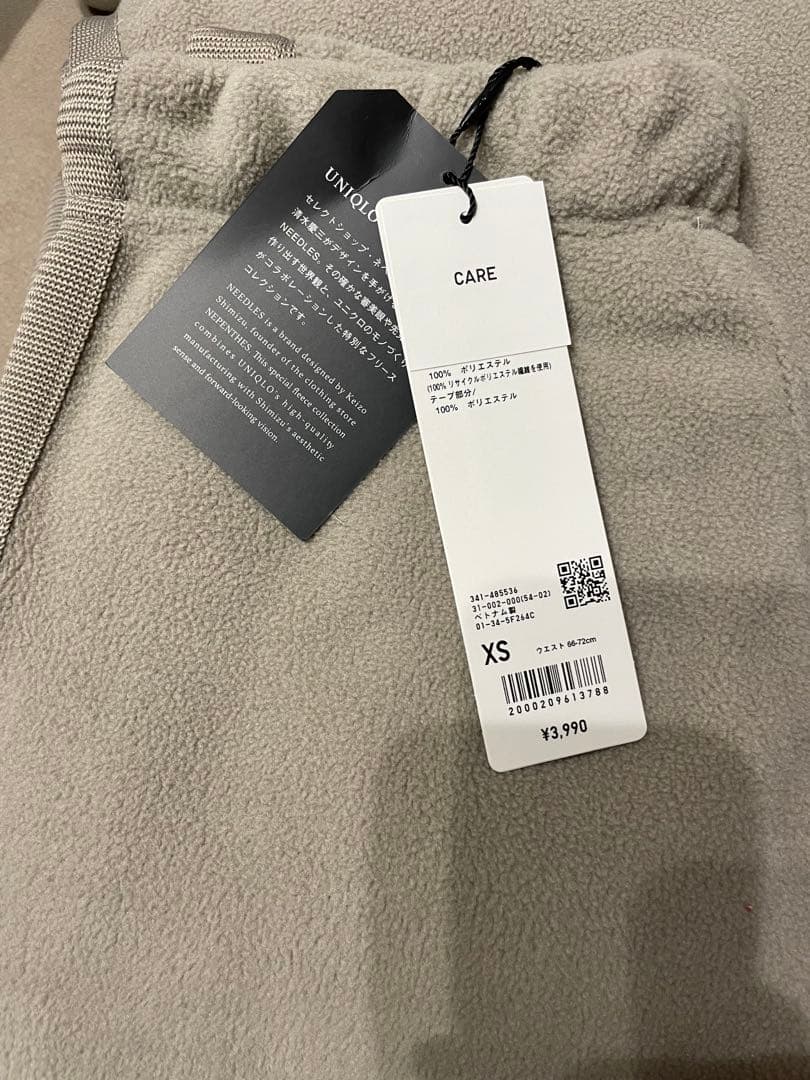 UNIQLO
セレクトショップ・ネ
清水慶三がデザインを手がける
NEEDLES。その確かな審美眼や先
作り出す世界観と、ユニクロのモノづくり
がコラボレーションした特別なフリース
コレクションです。
NEEDLES is a brand designed by Keizo
Shimizu, founder of the clothing store
NEPENTHES. This special fleece collection
combines UNIQLO's high-quality
manufacturing with Shimizu's aesthetic
sense and forward-looking vision.
CARE
100% ポリエステル
(100% リサイクルポリエステル繊維を使用)
テープ部分/
100% ポリエステル
341-485536
31-002-000(54-02)
ベトナム製
01-34-5F264C
XS ウエスト 66-72cm
2000209613788
¥3,990